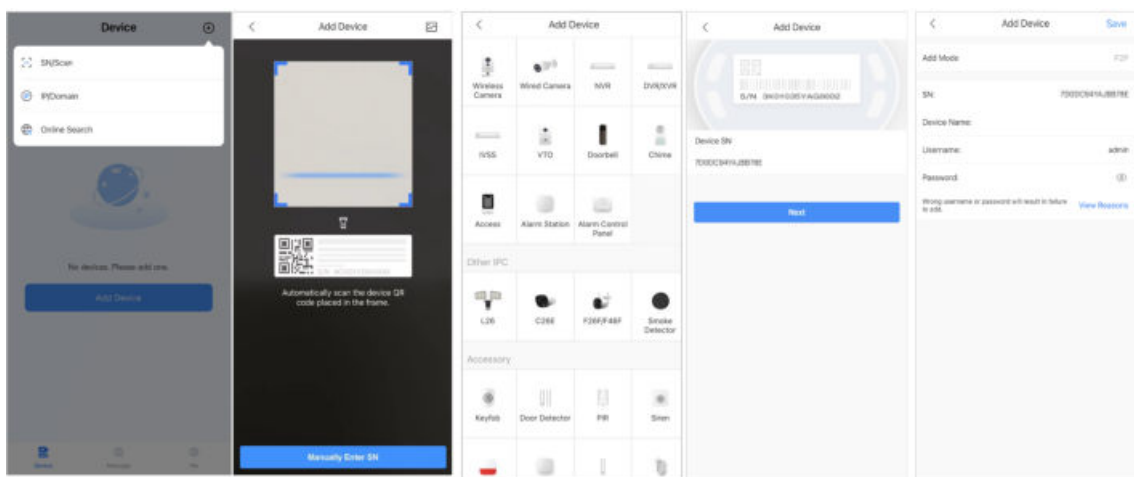 Device
SN/Scan
IP/Domain
Online Search
No devices. Please add one.
Add Device
Device
Message
Me
Add Device
Automatically scan the device QR
code placed in the frame.
Manually Enter SN
Add Device
Wireless
Camera
Wired Camera
NVR
DVR/XVR
IVSS
VTO
Doorbell
Chime
Access
Alarm Station
Alarm Control
Panel
Other IPC
L26
C26E
F26F/F46F
Smoke
Detector
Accessory
Keyfob
Door Detector
PIR
Siren
Add Device
S/N
Device SN
Next
Add Device
Save
Add Mode
P2P
SN:
Device Name:
Username:
admin
Password:
Wrong username or password will result in failure
to add.
View Reasons